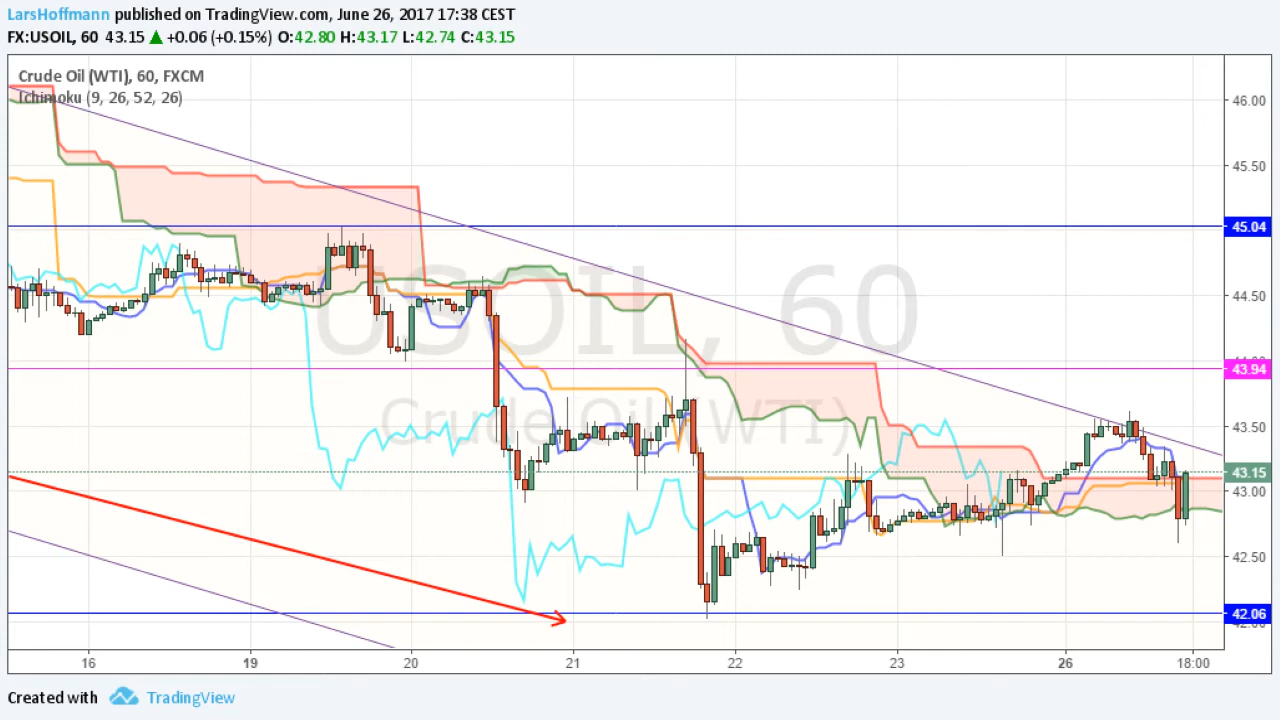 LarsHoffmann published on TradingView.com, June 26, 2017 17:38 CEST
FX:USOIL, 60 43.15 ▲ +0.06 (+0.15%) O:42.80 H:43.17 L:42.74 C:43.15
Crude Oil (WTI), 60, FXCM
Ichimoku (9, 26, 52, 26)
USOIL, 60
Crude Oil (WTI)
46.00
45.50
45.04
44.50
43.94
43.50
43.15
43.00
42.50
42.06
16 19 20 21 22 23 26 18:00
Created with TradingView